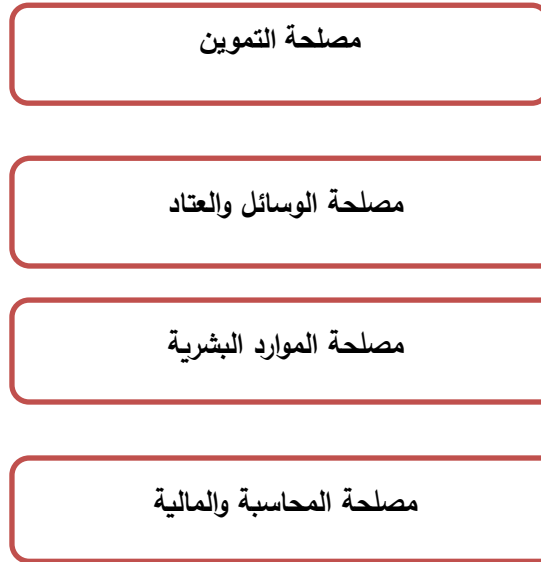 مصلحة التموين
مصلحة الوسائل والعتاد
مصلحة الموارد البشرية
مصلحة المحاسبة والمالية